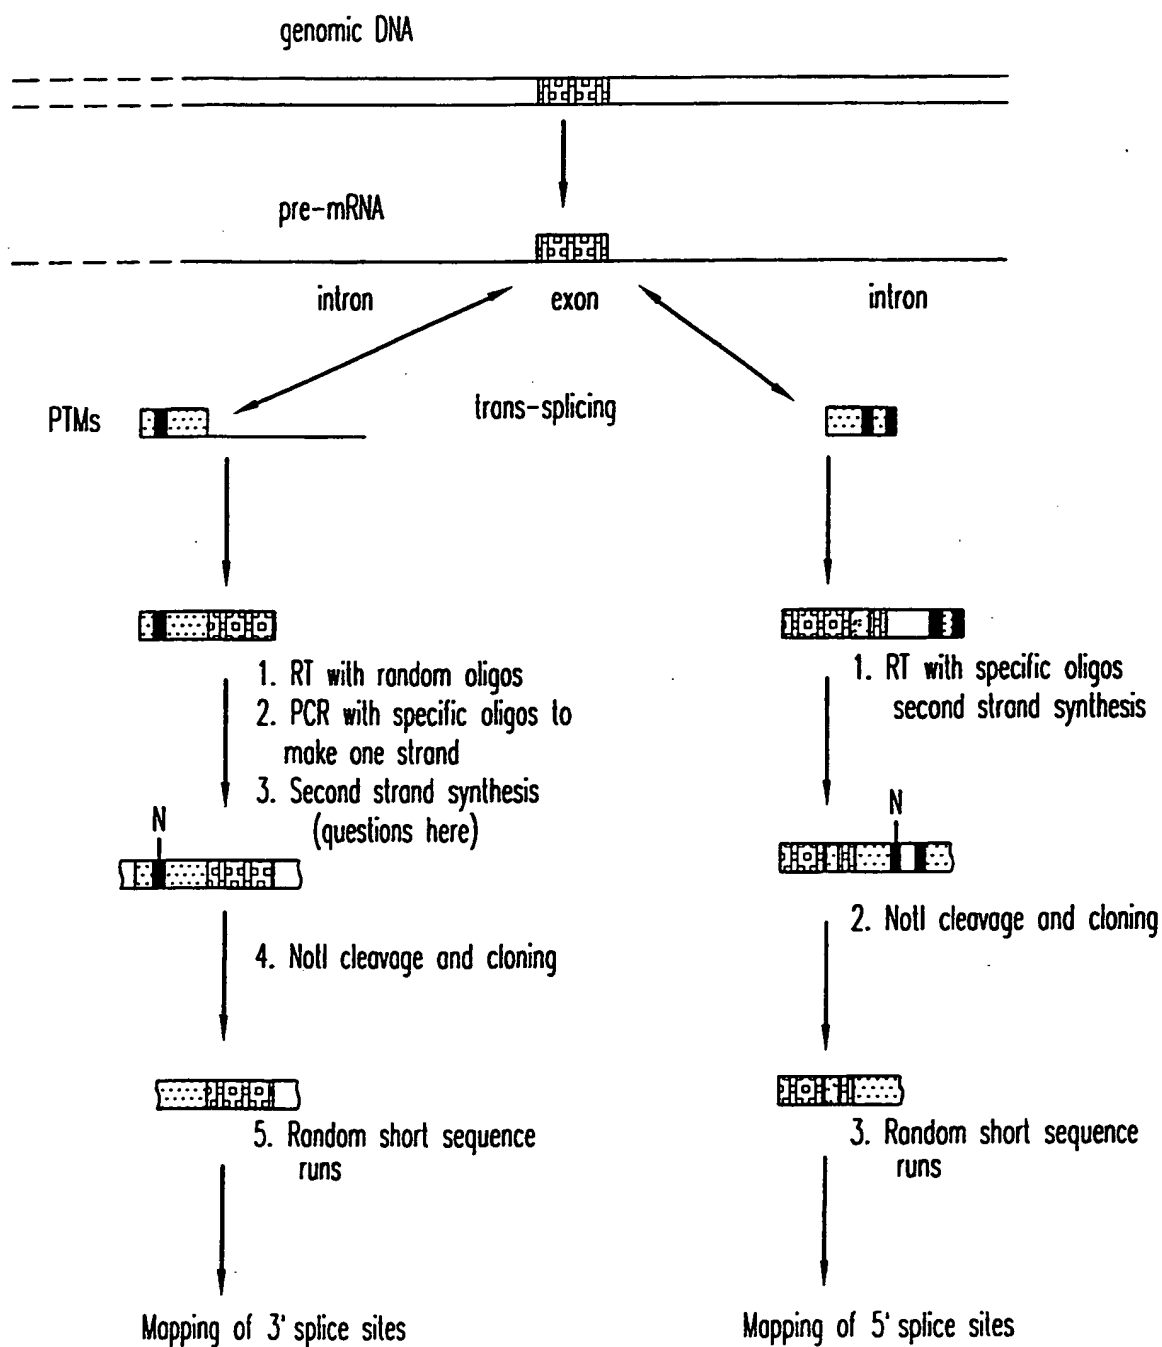 genomic DNA
pre-mRNA
intron
exon
intron
PTMs
trans-splicing
1. RT with random oligos
2. PCR with specific oligos to
make one strand
3. Second strand synthesis
(questions here)
N
4. NotI cleavage and cloning
5. Random short sequence
runs
Mapping of 3' splice sites
1. RT with specific oligos
second strand synthesis
N
2. NotI cleavage and cloning
3. Random short sequence
runs
Mapping of 5' splice sites